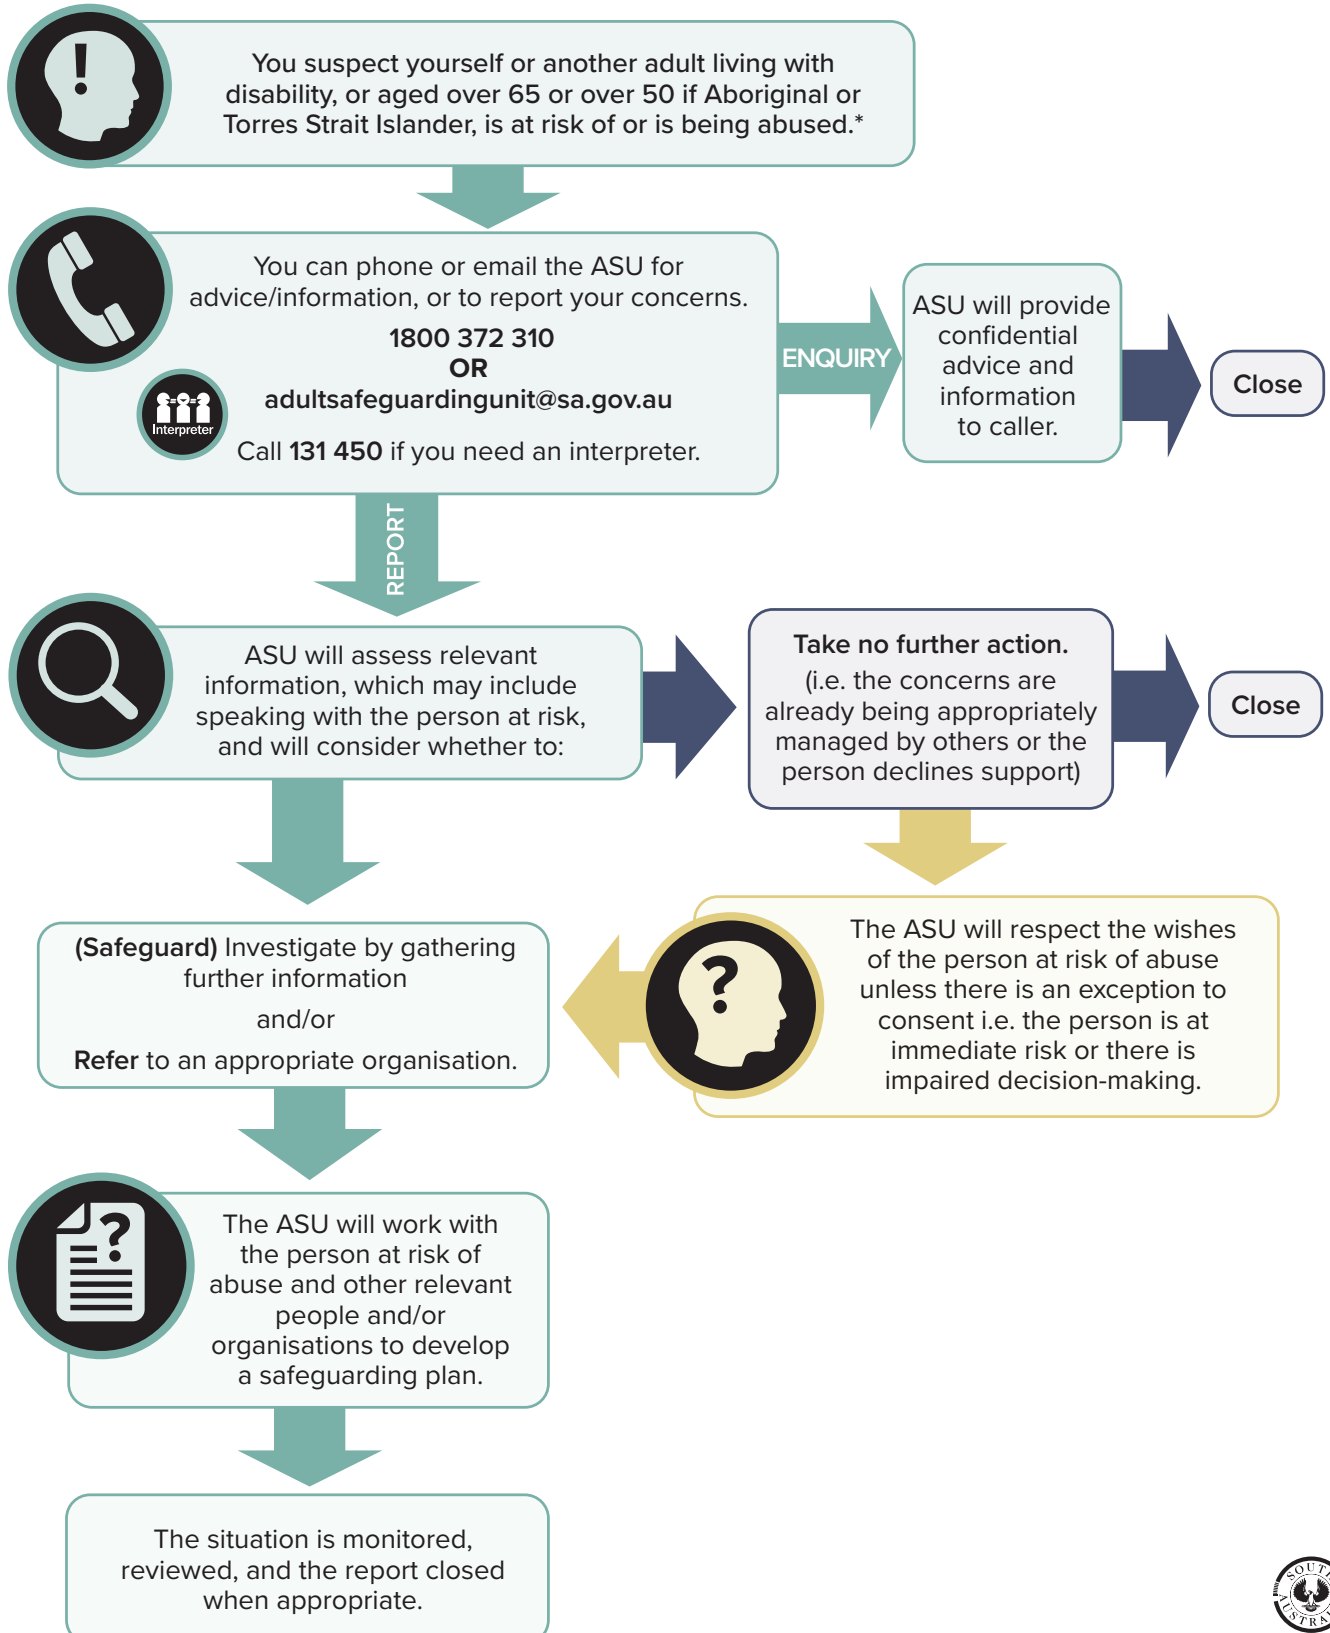 You suspect yourself or another adult living with
disability, or aged over 65 or over 50 if Aboriginal or
Torres Strait Islander, is at risk of or is being abused.*
You can phone or email the ASU for
advice/information, or to report your concerns.
1800 372 310
OR
adultsafeguardingunit@sa.gov.au
Interpreter
Call 131 450 if you need an interpreter.
ENQUIRY
ASU will provide
confidential
advice and
information
to caller.
Close
REPORT
ASU will assess relevant
information, which may include
speaking with the person at risk,
and will consider whether to:
Take no further action.
(i.e. the concerns are
already being appropriately
managed by others or the
person declines support)
Close
(Safeguard) Investigate by gathering
further information
and/or
Refer to an appropriate organisation.
The ASU will respect the wishes
of the person at risk of abuse
unless there is an exception to
consent i.e. the person is at
immediate risk or there is
impaired decision-making.
The ASU will work with
the person at risk of
abuse and other relevant
people and/or
organisations to develop
a safeguarding plan.
The situation is monitored,
reviewed, and the report closed
when appropriate.